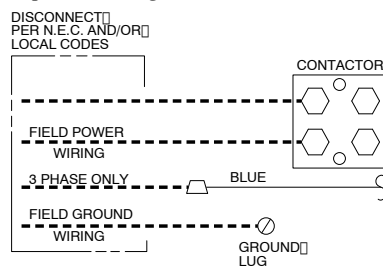 DISCONNECT
PER N.E.C. AND/OR
LOCAL CODES
CONTACTOR
FIELD POWER
WIRING
3 PHASE ONLY
BLUE
FIELD GROUND
WIRING
GROUND
LUG